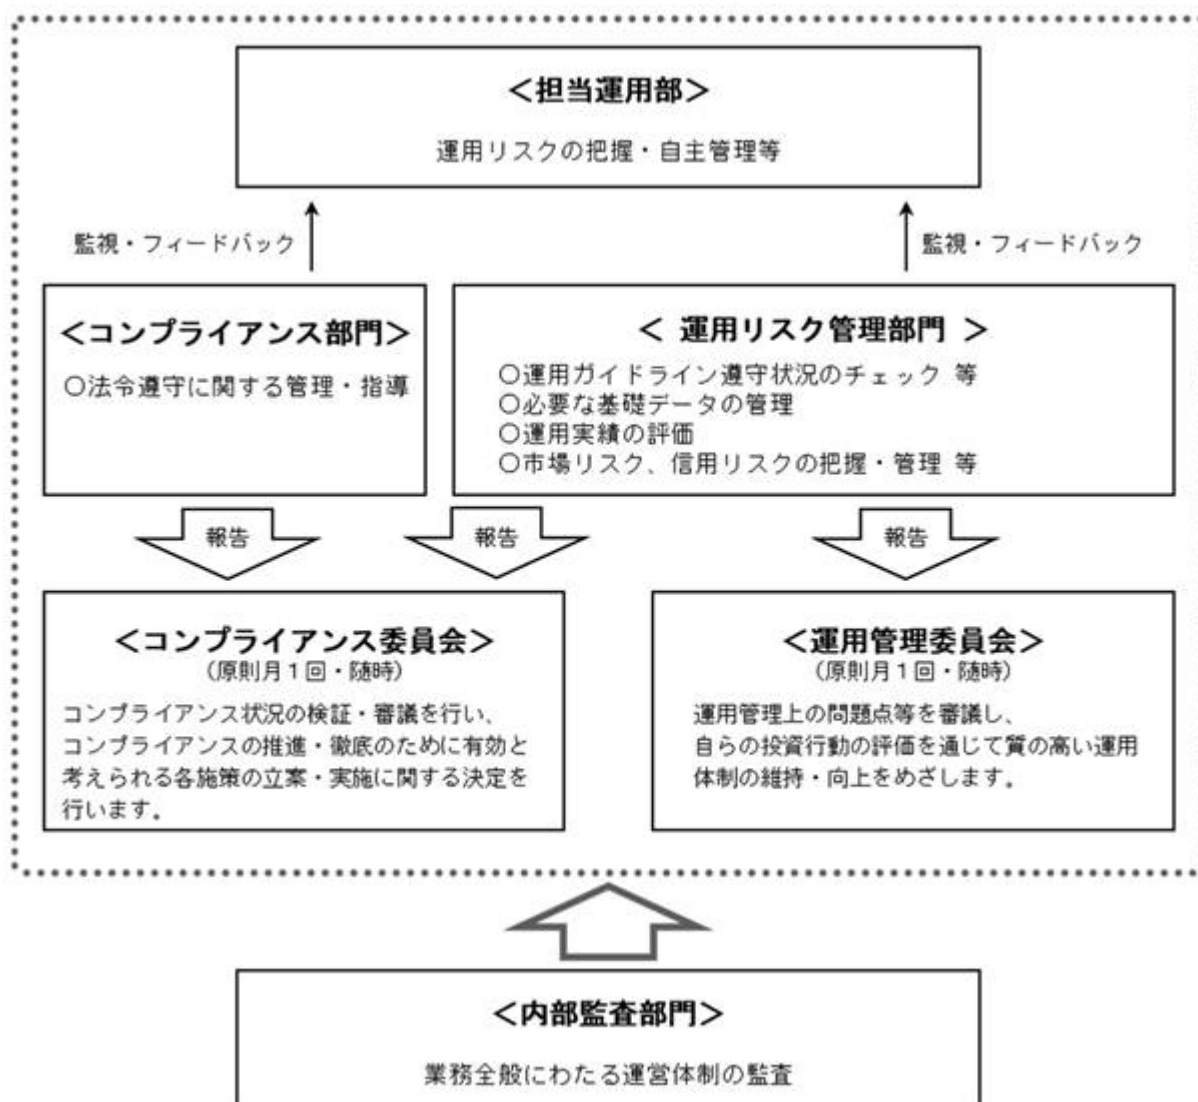 ＜担当運用部＞
運用リスクの把握・自主管理等
監視・フィードバック
監視・フィードバック
＜コンプライアンス部門＞
○法令遵守に関する管理・指導
＜ 運用リスク管理部門 ＞
○運用ガイドライン遵守状況のチェック 等
○必要な基礎データの管理
○運用実績の評価
○市場リスク、信用リスクの把握・管理 等
報告
報告
報告
＜コンプライアンス委員会＞
（原則月１回・随時）
コンプライアンス状況の検証・審議を行い、
コンプライアンスの推進・徹底のために有効と
考えられる各施策の立案・実施に関する決定を
行います。
＜運用管理委員会＞
（原則月１回・随時）
運用管理上の問題点等を審議し、
自らの投資行動の評価を通じて質の高い運用
体制の維持・向上をめざします。
＜内部監査部門＞
業務全般にわたる運営体制の監査